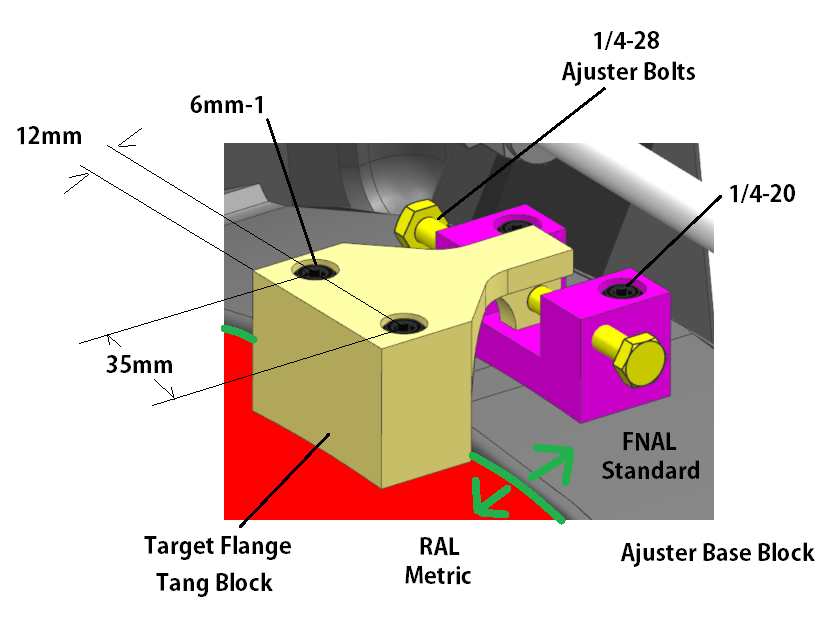 1/4-28
Ajuster Bolts
6mm-1
12mm
1/4-20
35mm
FNAL
Standard
Target Flange
Tang Block
RAL
Metric
Ajuster Base Block